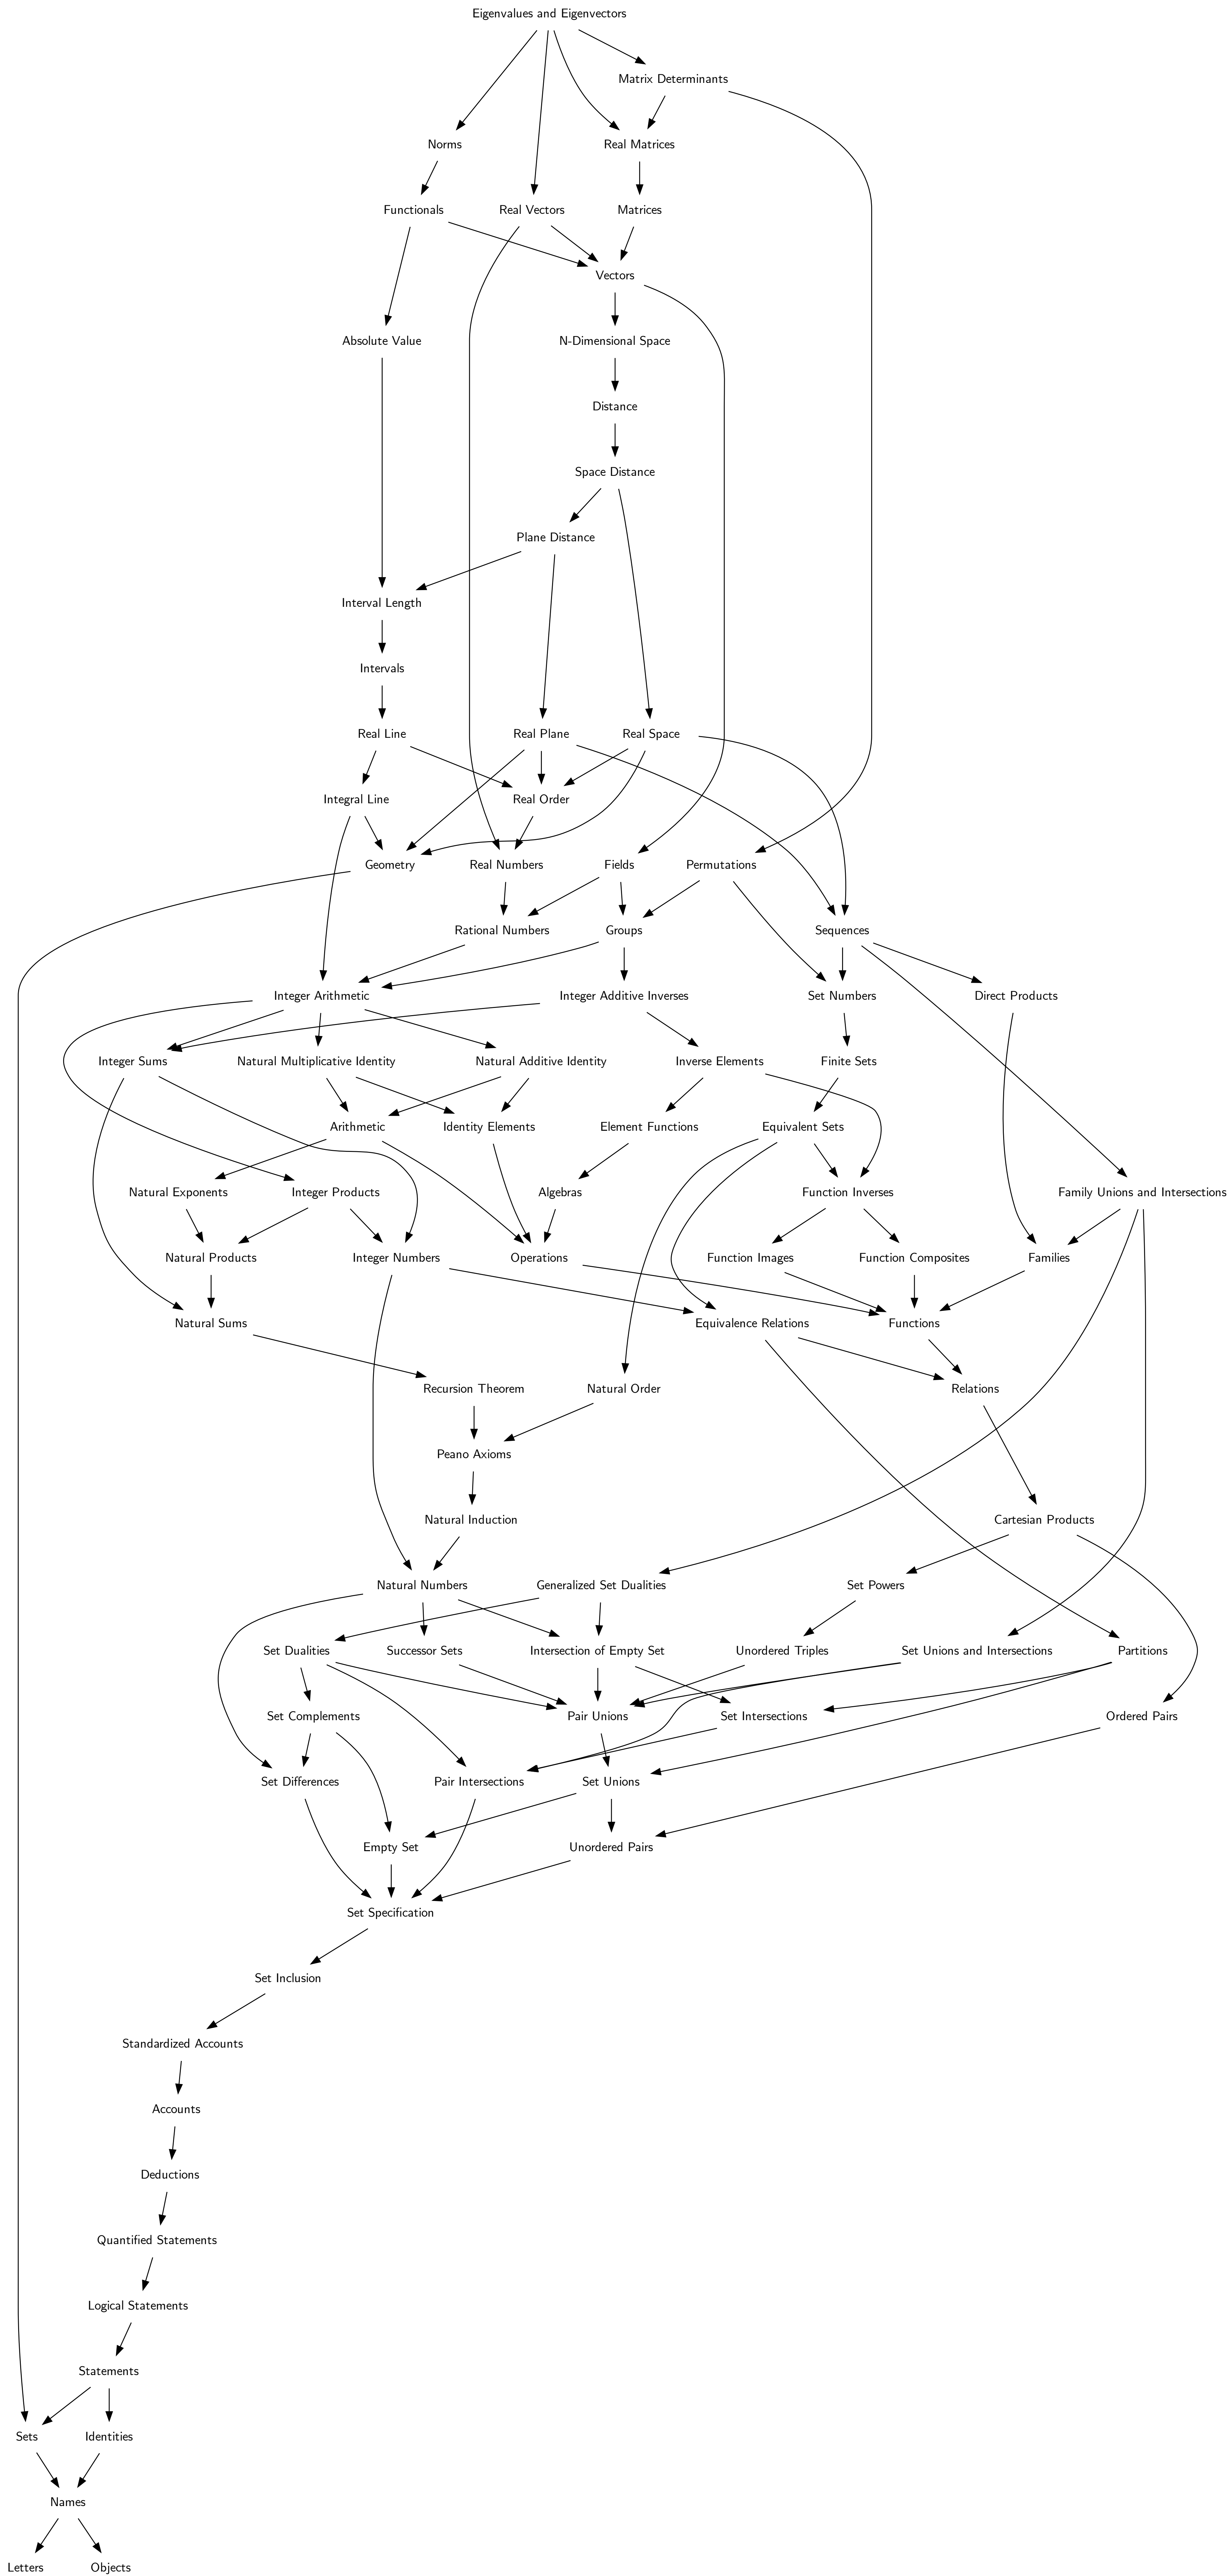 Eigenvalues and Eigenvectors
Matrix Determinants
Norms
Real Matrices
Functionals
Real Vectors
Matrices
Vectors
Absolute Value
N-Dimensional Space
Distance
Space Distance
Plane Distance
Interval Length
Intervals
Real Line
Real Plane
Real Space
Integral Line
Real Order
Geometry
Real Numbers
Fields
Permutations
Rational Numbers
Groups
Sequences
Integer Arithmetic
Integer Additive Inverses
Set Numbers
Direct Products
Integer Sums
Natural Multiplicative Identity
Natural Additive Identity
Inverse Elements
Finite Sets
Arithmetic
Identity Elements
Element Functions
Equivalent Sets
Natural Exponents
Integer Products
Algebras
Function Inverses
Family Unions and Intersections
Natural Products
Integer Numbers
Operations
Function Images
Function Composites
Families
Natural Sums
Equivalence Relations
Functions
Recursion Theorem
Natural Order
Relations
Peano Axioms
Natural Induction
Cartesian Products
Natural Numbers
Generalized Set Dualities
Set Powers
Set Dualities
Successor Sets
Intersection of Empty Set
Unordered Triples
Set Unions and Intersections
Partitions
Set Complements
Pair Unions
Set Intersections
Ordered Pairs
Set Differences
Pair Intersections
Set Unions
Empty Set
Unordered Pairs
Set Specification
Set Inclusion
Standardized Accounts
Accounts
Deductions
Quantified Statements
Logical Statements
Statements
Sets
Identities
Names
Letters
Objects